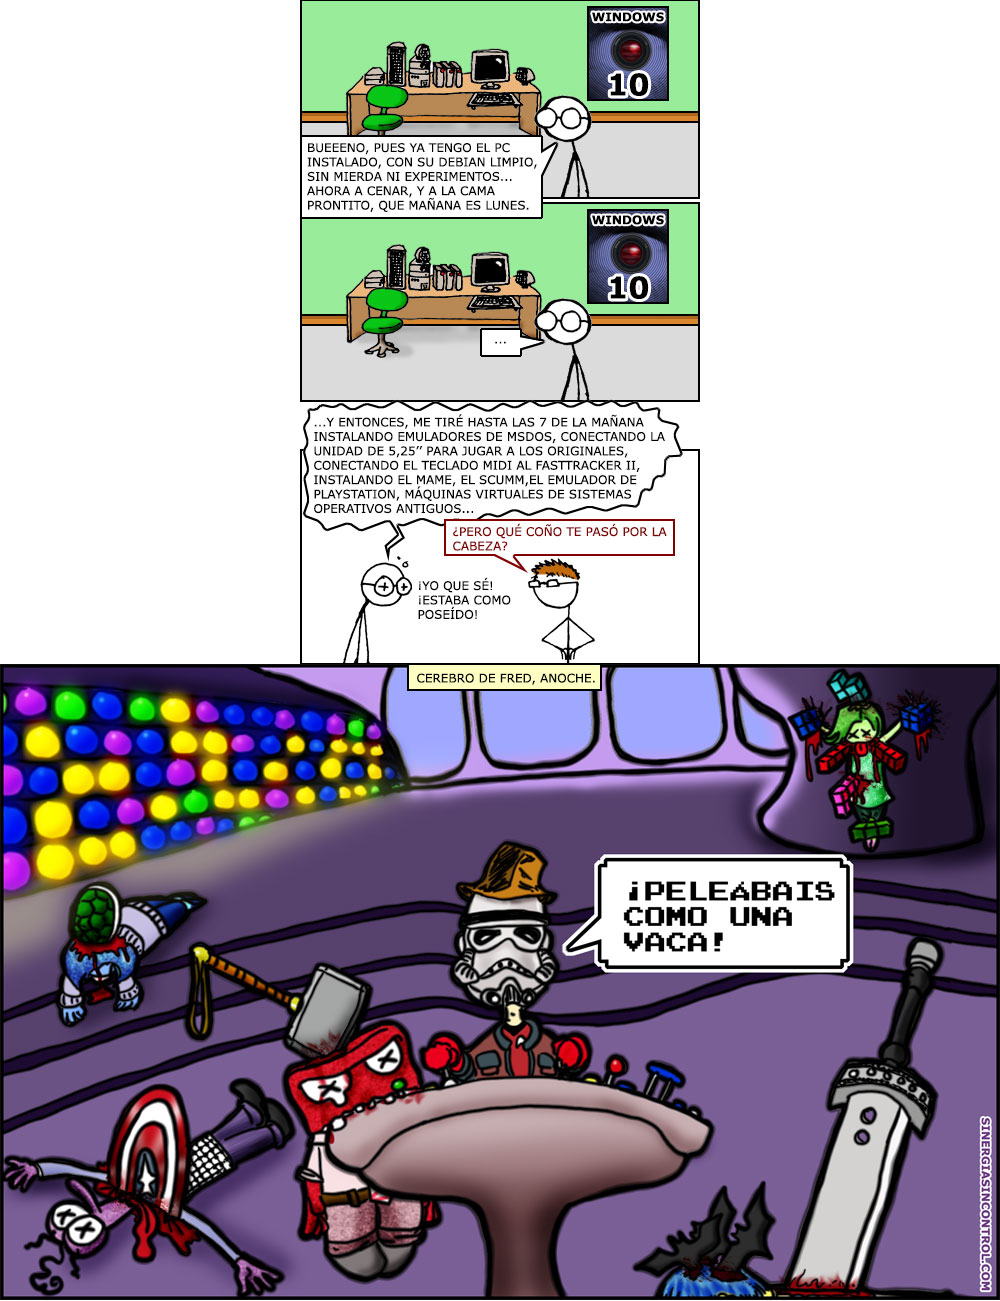 WINDOWS
10
BUEEENO, PUES YA TENGO EL PC
INSTALADO, CON SU DEBIAN LIMPIO,
SIN MIERDA NI EXPERIMENTOS...
AHORA A CENAR, Y A LA CAMA
PRONTITO, QUE MAÑANA ES LUNES.
WINDOWS
10
...
...Y ENTONCES, ME TIRÉ HASTA LAS 7 DE LA MAÑANA
INSTALANDO EMULADORES DE MSDOS, CONECTANDO LA
UNIDAD DE 5,25’’ PARA JUGAR A LOS ORIGINALES,
CONECTANDO EL TECLADO MIDI AL FASTTRACKER II,
INSTALANDO EL MAME, EL SCUMM,EL EMULADOR DE
PLAYSTATION, MÁQUINAS VIRTUALES DE SISTEMAS
OPERATIVOS ANTIGUOS...
¿PERO QUÉ COÑO TE PASÓ POR LA
CABEZA?
¡YO QUE SÉ!
¡ESTABA COMO
POSEÍDO!
CEREBRO DE FRED, ANOCHE.
¡PELEÁBAIS
COMO UNA
VACA!
SINERGIASINCONTROL.COM